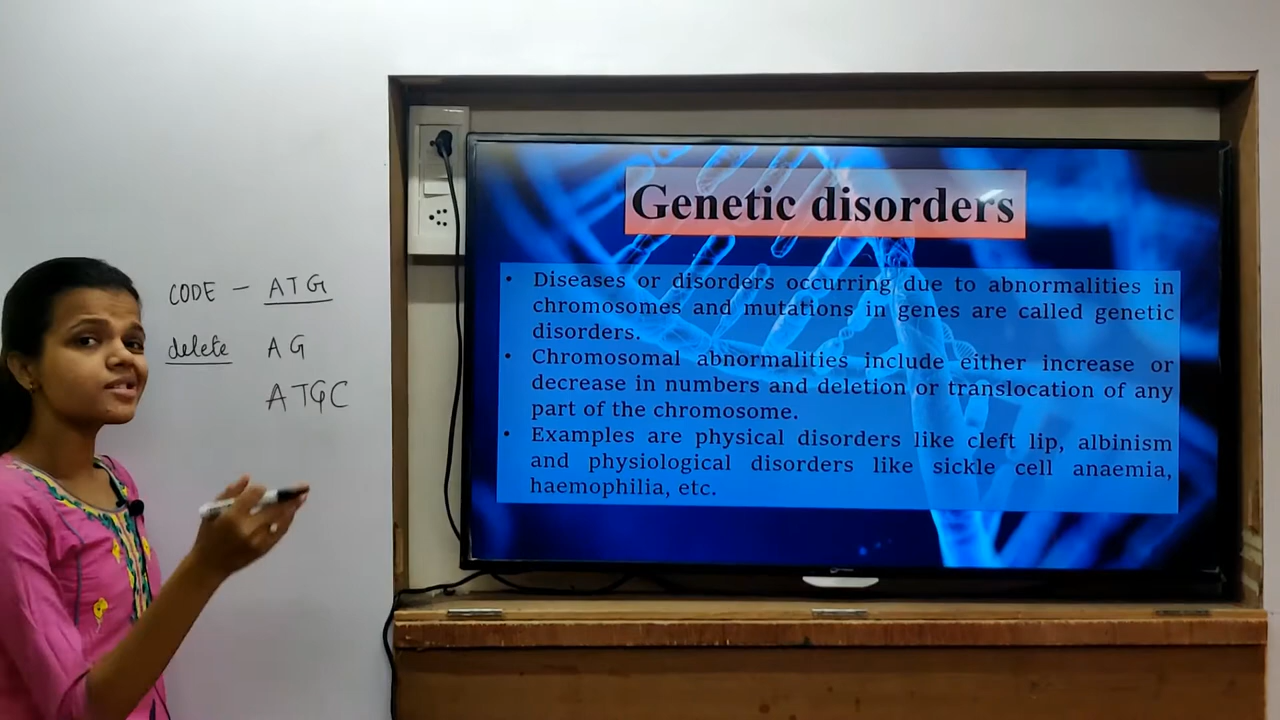 CODE - ATG
delete AG
ATGC
Genetic disorders
• Diseases or disorders occurring due to abnormalities in
chromosomes and mutations in genes are called genetic
disorders.
• Chromosomal abnormalities include either increase or
decrease in numbers and deletion or translocation of any
part of the chromosome.
• Examples are physical disorders like cleft lip, albinism
and physiological disorders like sickle cell anaemia,
haemophilia, etc.